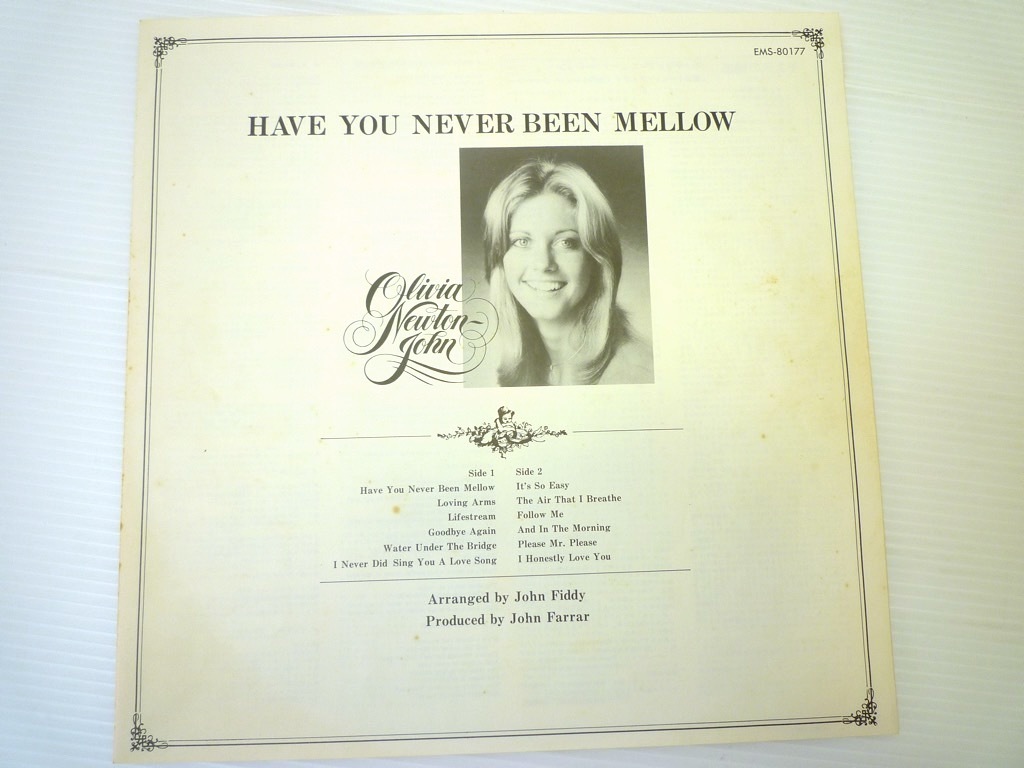 EMS-80177
HAVE YOU NEVER BEEN MELLOW
Olivia
Newton-
John
Side 1
Have You Never Been Mellow
Loving Arms
Lifestream
Goodbye Again
Water Under The Bridge
I Never Did Sing You A Love Song
Side 2
It's So Easy
The Air That I Breathe
Follow Me
And In The Morning
Please Mr. Please
I Honestly Love You
Arranged by John Fiddy
Produced by John Farrar